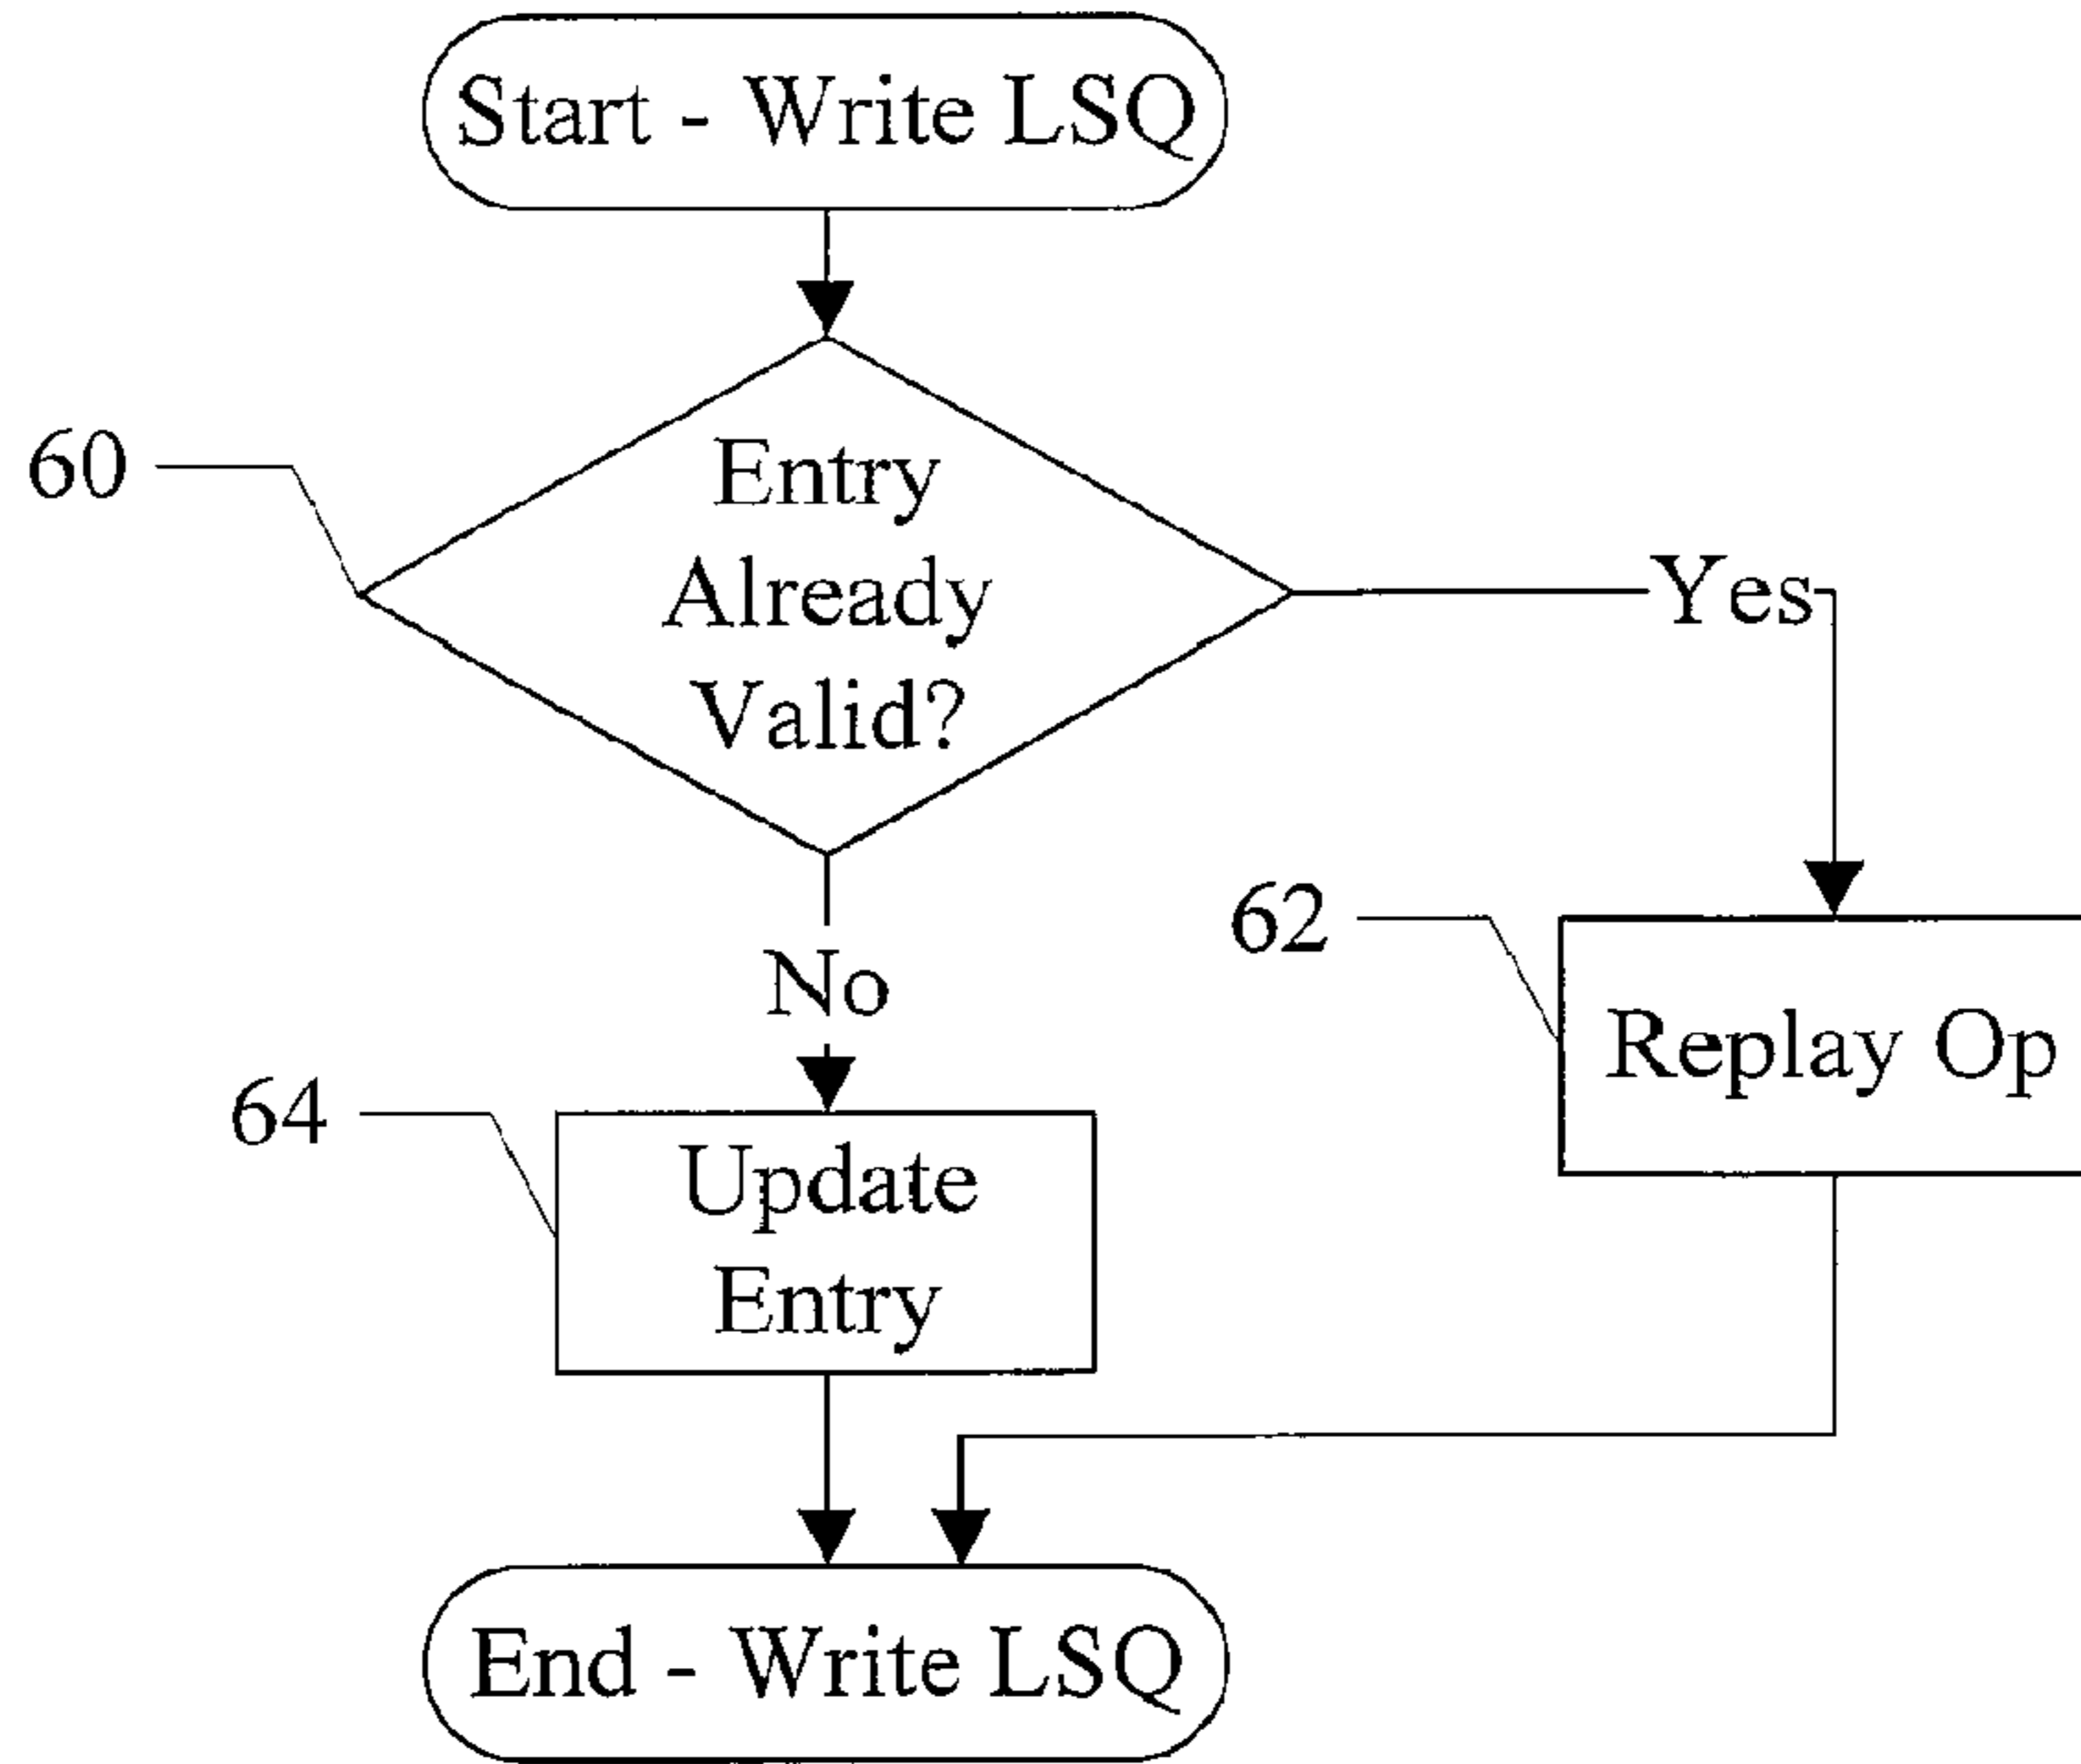 Start - Write LSQ
60
Entry
Already
Valid?
Yes
No
62
Replay Op
64
Update
Entry
End - Write LSQ